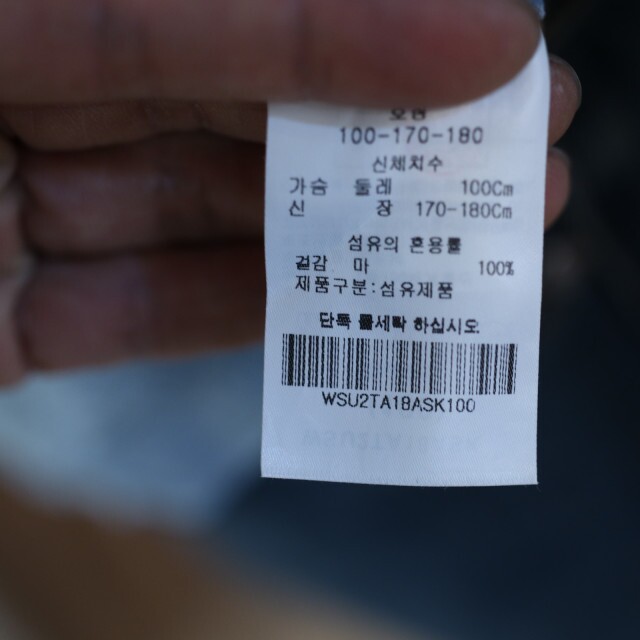 호칭
100-170-180
신체치수
가슴 둘레 100Cm
신 장 170-180Cm
섬유의 혼용률
겉감 마 100%
제품구분:섬유제품
단독 물세탁 하십시오.
WSU2TA18ASK100